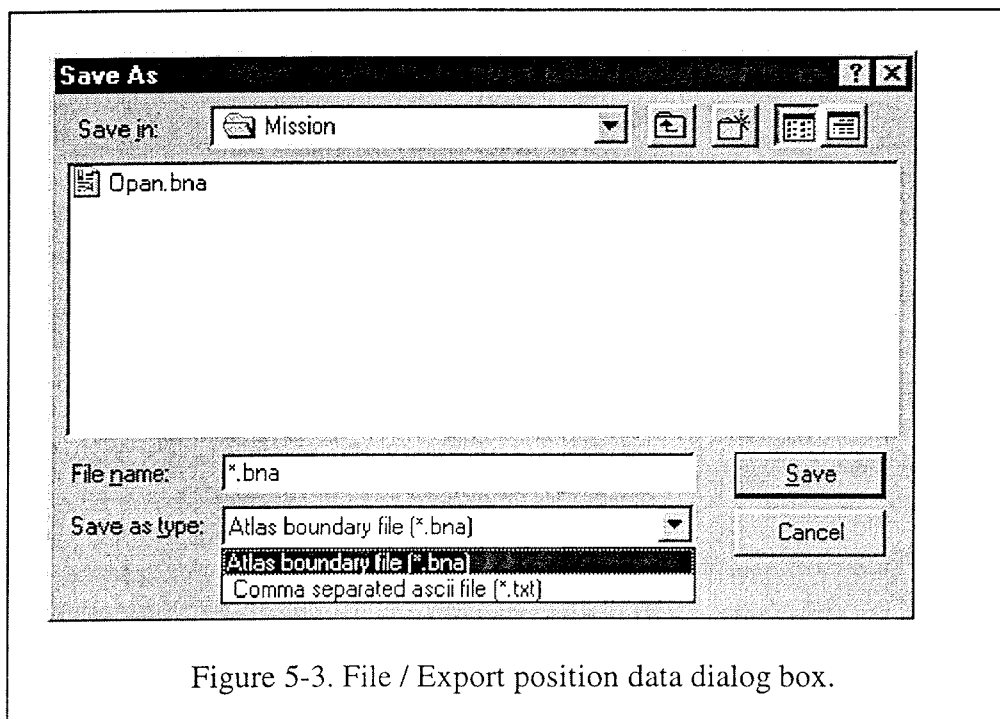 Save As
Save in: Mission
Opan.bna
File name: *.bna Save
Save as type: Atlas boundary file (*.bna) Cancel
Atlas boundary file (*.bna)
Comma separated ascii file (*.txt)
Figure 5-3. File / Export position data dialog box.